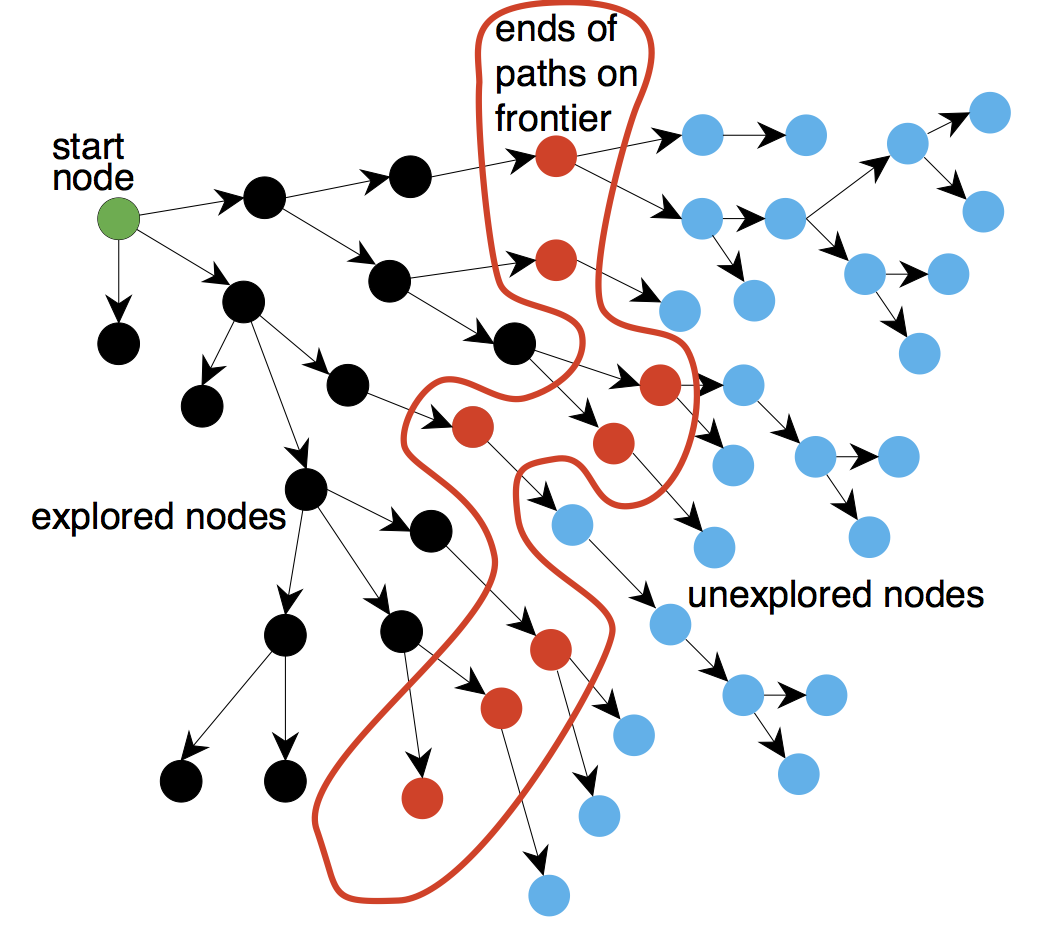 ends of
paths on
frontier
start
node
explored nodes
unexplored nodes